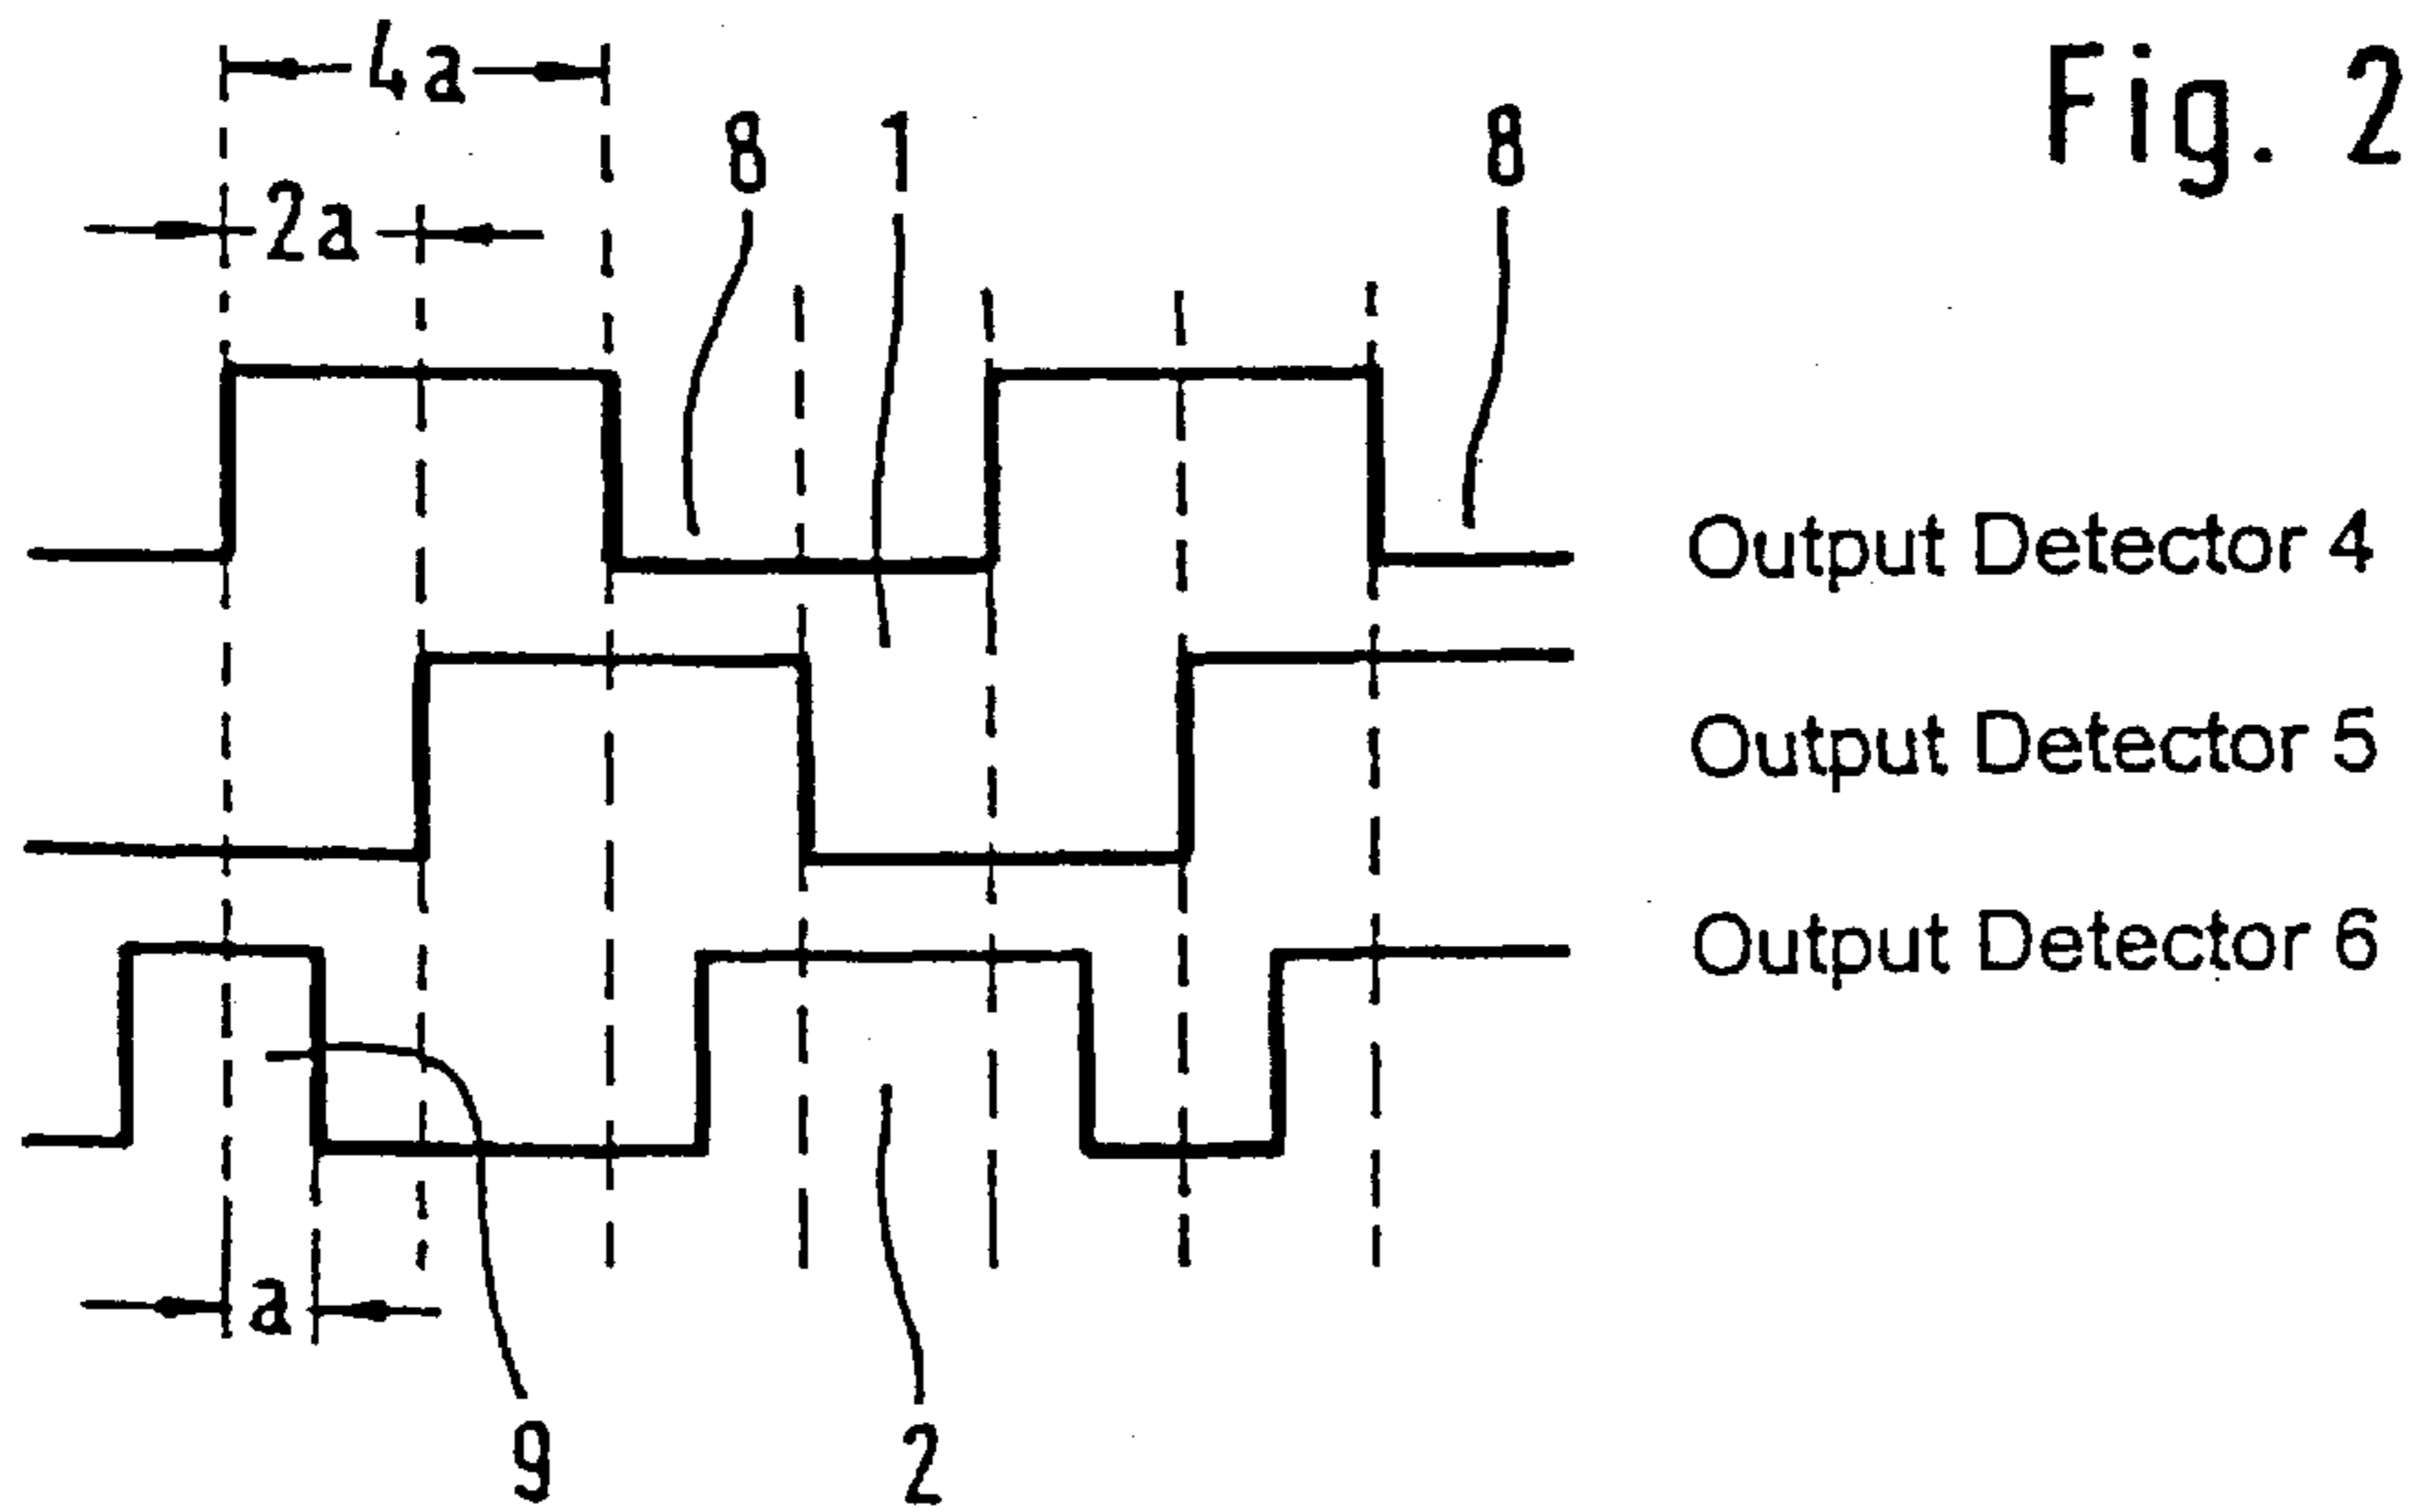 Fig. 2
4a
2a
8
1
8
Output Detector 4
Output Detector 5
Output Detector 6
a
9
2